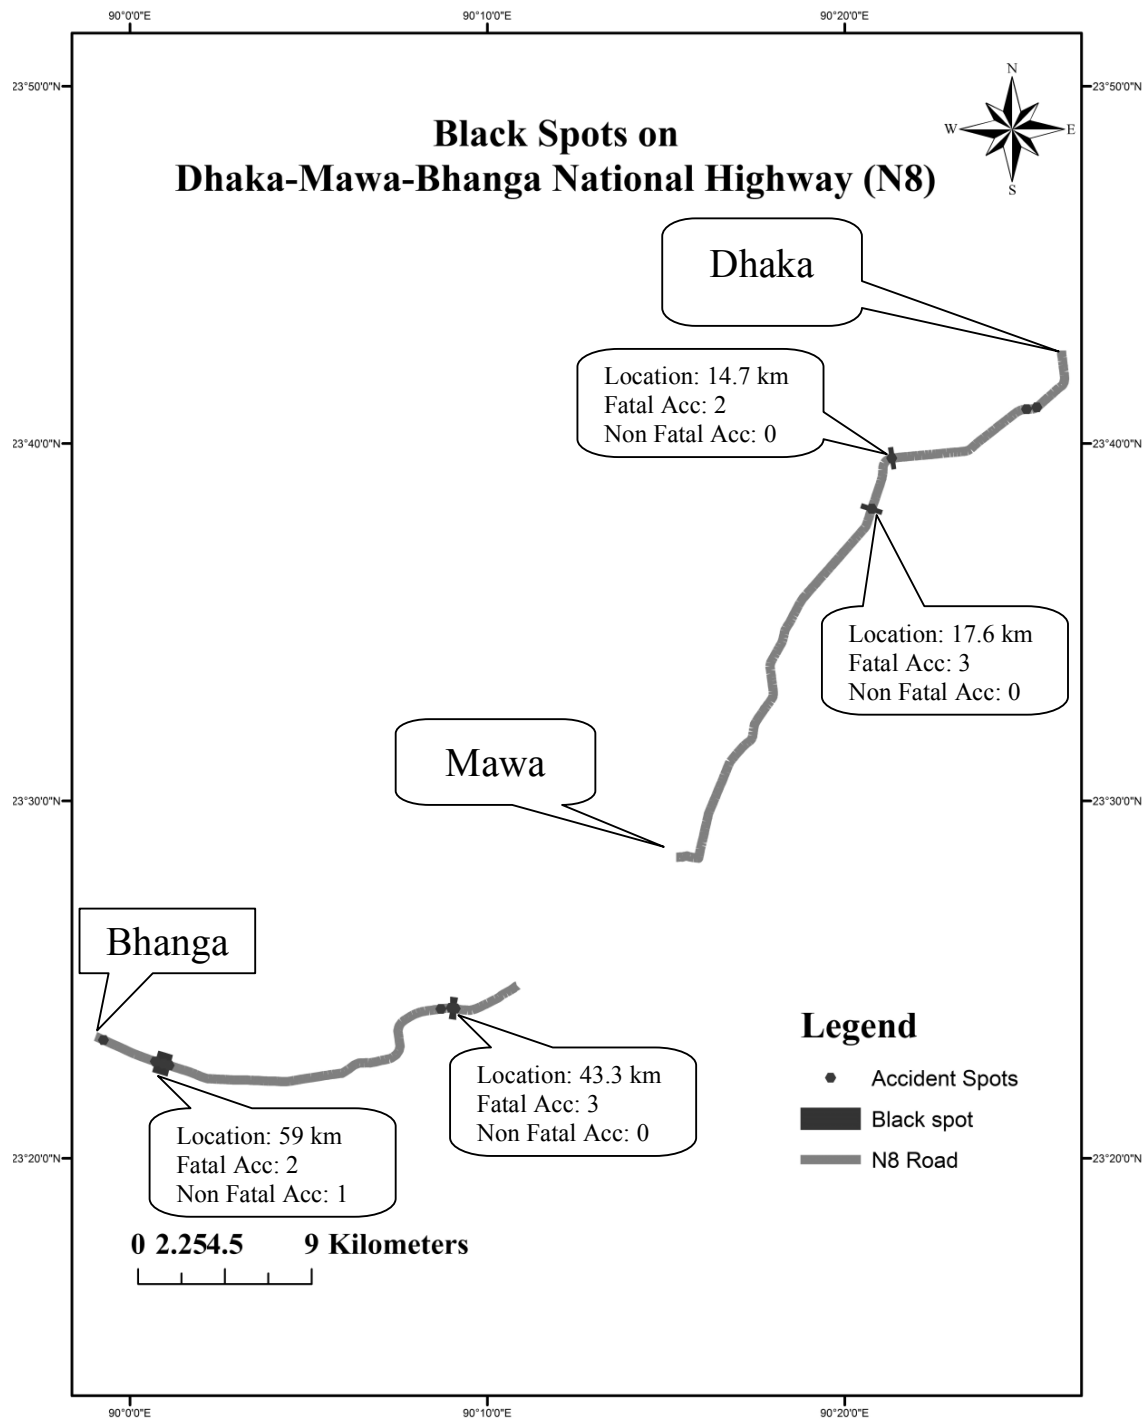 90°0'0"E
90°10'0"E
90°20'0"E
23°50'0"N
23°50'0"N
N
W
E
S
Black Spots on
Dhaka-Mawa-Bhanga National Highway (N8)
Dhaka
Location: 14.7 km
Fatal Acc: 2
Non Fatal Acc: 0
23°40'0"N
23°40'0"N
Location: 17.6 km
Fatal Acc: 3
Non Fatal Acc: 0
Mawa
23°30'0"N
23°30'0"N
Bhanga
Location: 43.3 km
Fatal Acc: 3
Non Fatal Acc: 0
Location: 59 km
Fatal Acc: 2
Non Fatal Acc: 1
Legend
Accident Spots
Black spot
N8 Road
23°20'0"N
23°20'0"N
0 2.254.5 9 Kilometers
90°0'0"E
90°10'0"E
90°20'0"E